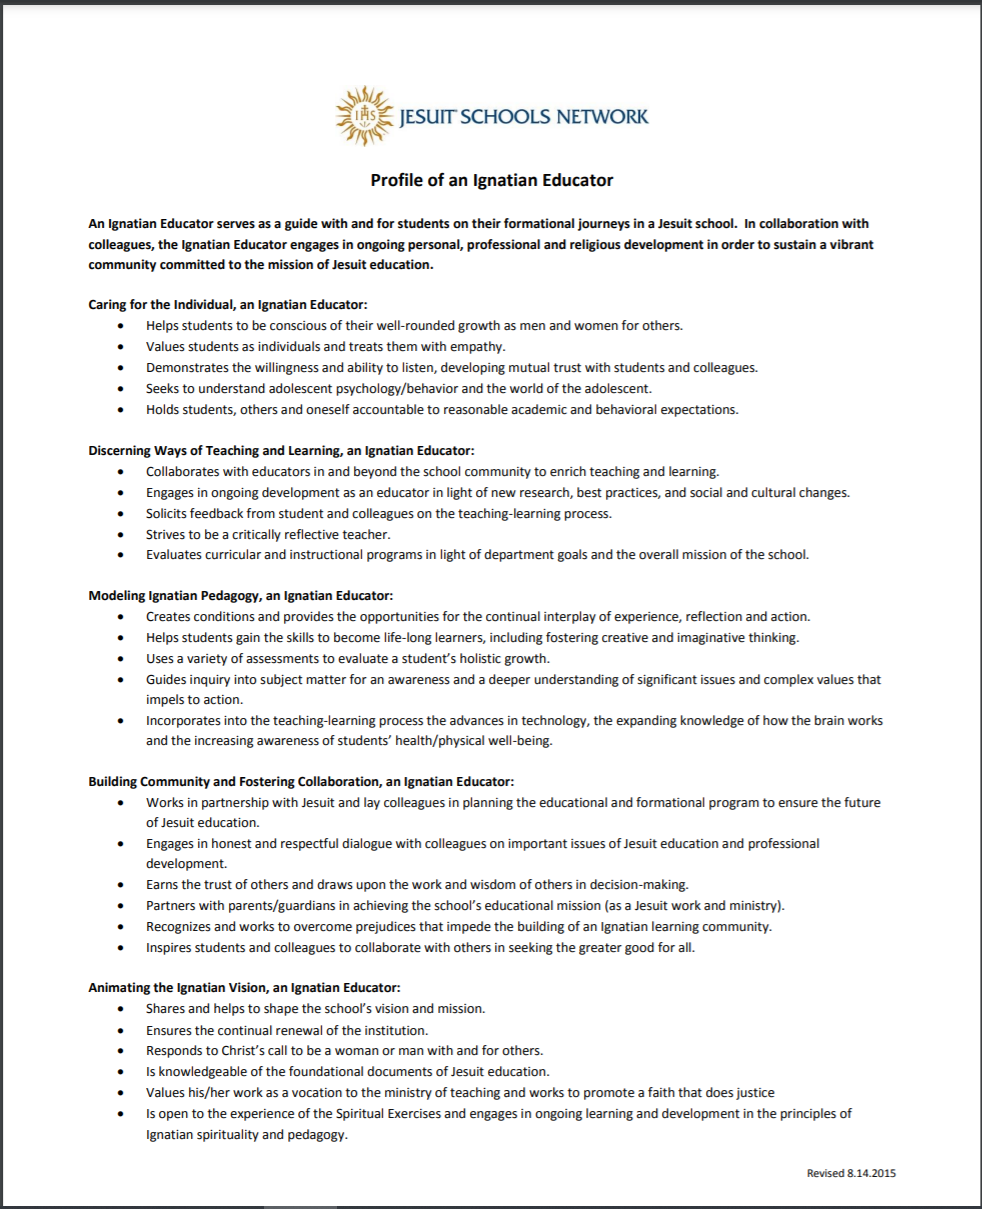 IHS
JESUIT SCHOOLS NETWORK
Profile of an Ignatian Educator
An Ignatian Educator serves as a guide with and for students on their formational journeys in a Jesuit school.  In collaboration with
colleagues, the Ignatian Educator engages in ongoing personal, professional and religious development in order to sustain a vibrant
community committed to the mission of Jesuit education.
Caring for the Individual, an Ignatian Educator:
• Helps students to be conscious of their well-rounded growth as men and women for others.
• Values students as individuals and treats them with empathy.
• Demonstrates the willingness and ability to listen, developing mutual trust with students and colleagues.
• Seeks to understand adolescent psychology/behavior and the world of the adolescent.
• Holds students, others and oneself accountable to reasonable academic and behavioral expectations.
Discerning Ways of Teaching and Learning, an Ignatian Educator:
• Collaborates with educators in and beyond the school community to enrich teaching and learning.
• Engages in ongoing development as an educator in light of new research, best practices, and social and cultural changes.
• Solicits feedback from student and colleagues on the teaching-learning process.
• Strives to be a critically reflective teacher.
• Evaluates curricular and instructional programs in light of department goals and the overall mission of the school.
Modeling Ignatian Pedagogy, an Ignatian Educator:
• Creates conditions and provides the opportunities for the continual interplay of experience, reflection and action.
• Helps students gain the skills to become life-long learners, including fostering creative and imaginative thinking.
• Uses a variety of assessments to evaluate a student's holistic growth.
• Guides inquiry into subject matter for an awareness and a deeper understanding of significant issues and complex values that
impels to action.
• Incorporates into the teaching-learning process the advances in technology, the expanding knowledge of how the brain works
and the increasing awareness of students' health/physical well-being.
Building Community and Fostering Collaboration, an Ignatian Educator:
• Works in partnership with Jesuit and lay colleagues in planning the educational and formational program to ensure the future
of Jesuit education.
• Engages in honest and respectful dialogue with colleagues on important issues of Jesuit education and professional
development.
• Earns the trust of others and draws upon the work and wisdom of others in decision-making.
• Partners with parents/guardians in achieving the school's educational mission (as a Jesuit work and ministry).
• Recognizes and works to overcome prejudices that impede the building of an Ignatian learning community.
• Inspires students and colleagues to collaborate with others in seeking the greater good for all.
Animating the Ignatian Vision, an Ignatian Educator:
• Shares and helps to shape the school's vision and mission.
• Ensures the continual renewal of the institution.
• Responds to Christ's call to be a woman or man with and for others.
• Is knowledgeable of the foundational documents of Jesuit education.
• Values his/her work as a vocation to the ministry of teaching and works to promote a faith that does justice
• Is open to the experience of the Spiritual Exercises and engages in ongoing learning and development in the principles of
Ignatian spirituality and pedagogy.
Revised 8.14.2015